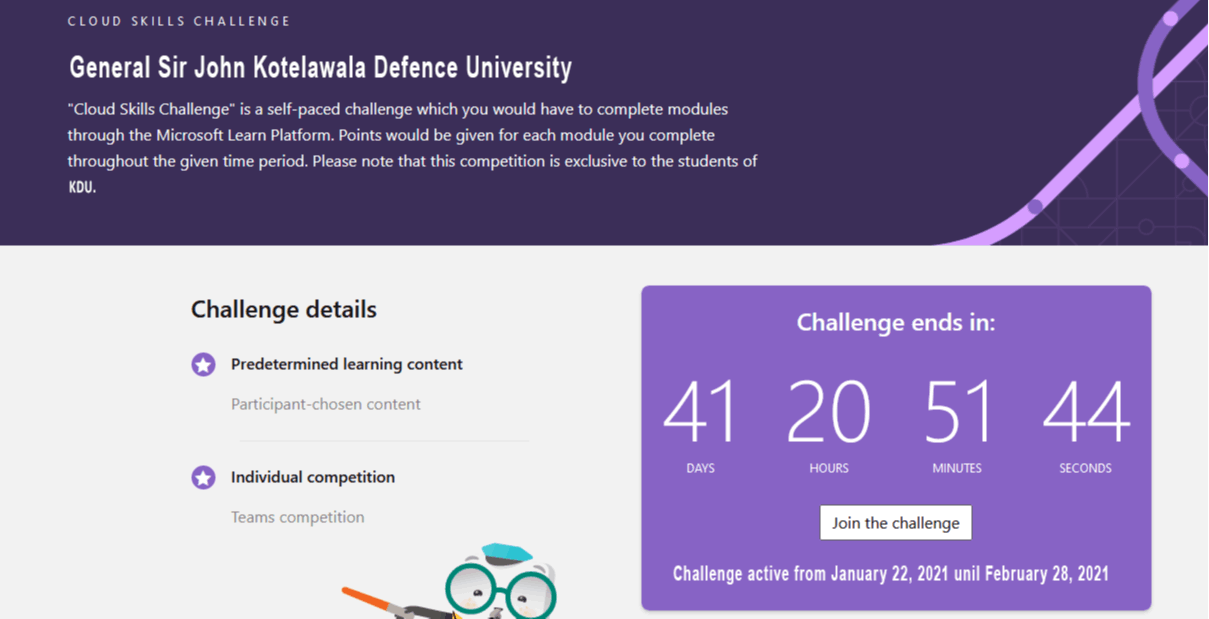 CLOUD SKILLS CHALLENGE
General Sir John Kotelawala Defence University
"Cloud Skills Challenge" is a self-paced challenge which you would have to complete modules
through the Microsoft Learn Platform. Points would be given for each module you complete
throughout the given time period. Please note that this competition is exclusive to the students of
KDU.
Challenge details
Predetermined learning content
Participant-chosen content
Individual competition
Teams competition
Challenge ends in:
41 20 51 44
DAYS HOURS MINUTES SECONDS
Join the challenge
Challenge active from January 22, 2021 unil February 28, 2021